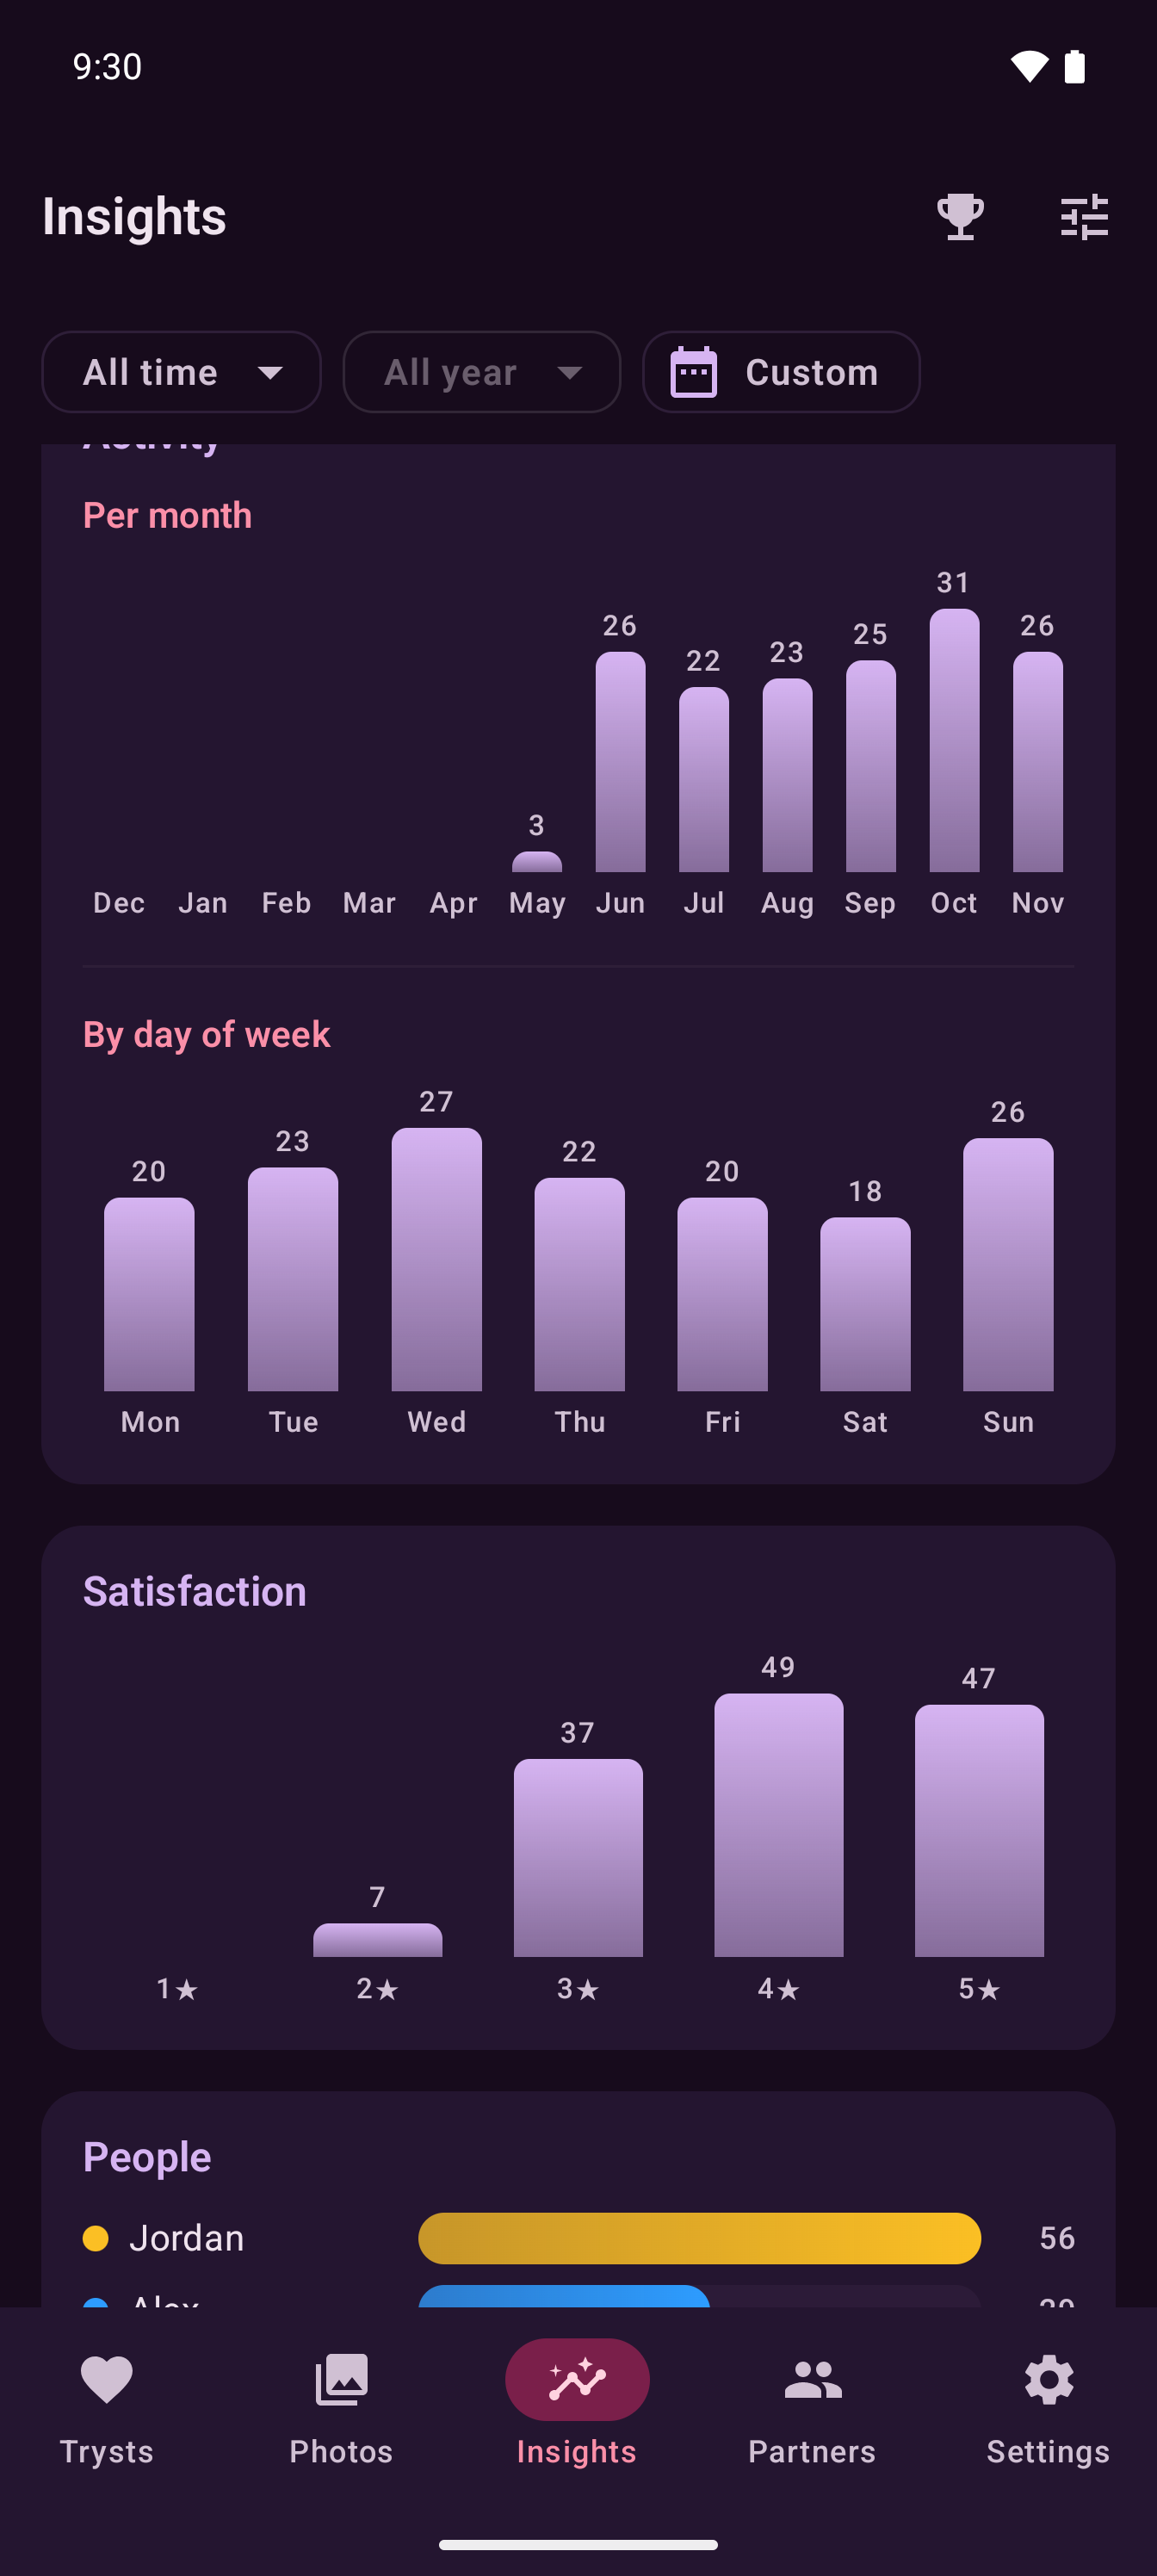 9:30
Insights
All time
All year
Custom
Activity
Per month
3 26 22 23 25 31 26
Dec Jan Feb Mar Apr May Jun Jul Aug Sep Oct Nov
By day of week
20 23 27 22 20 18 26
Mon Tue Wed Thu Fri Sat Sun
Satisfaction
7 37 49 47
1★ 2★ 3★ 4★ 5★
People
Jordan 56
Alex
Trysts Photos Insights Partners Settings